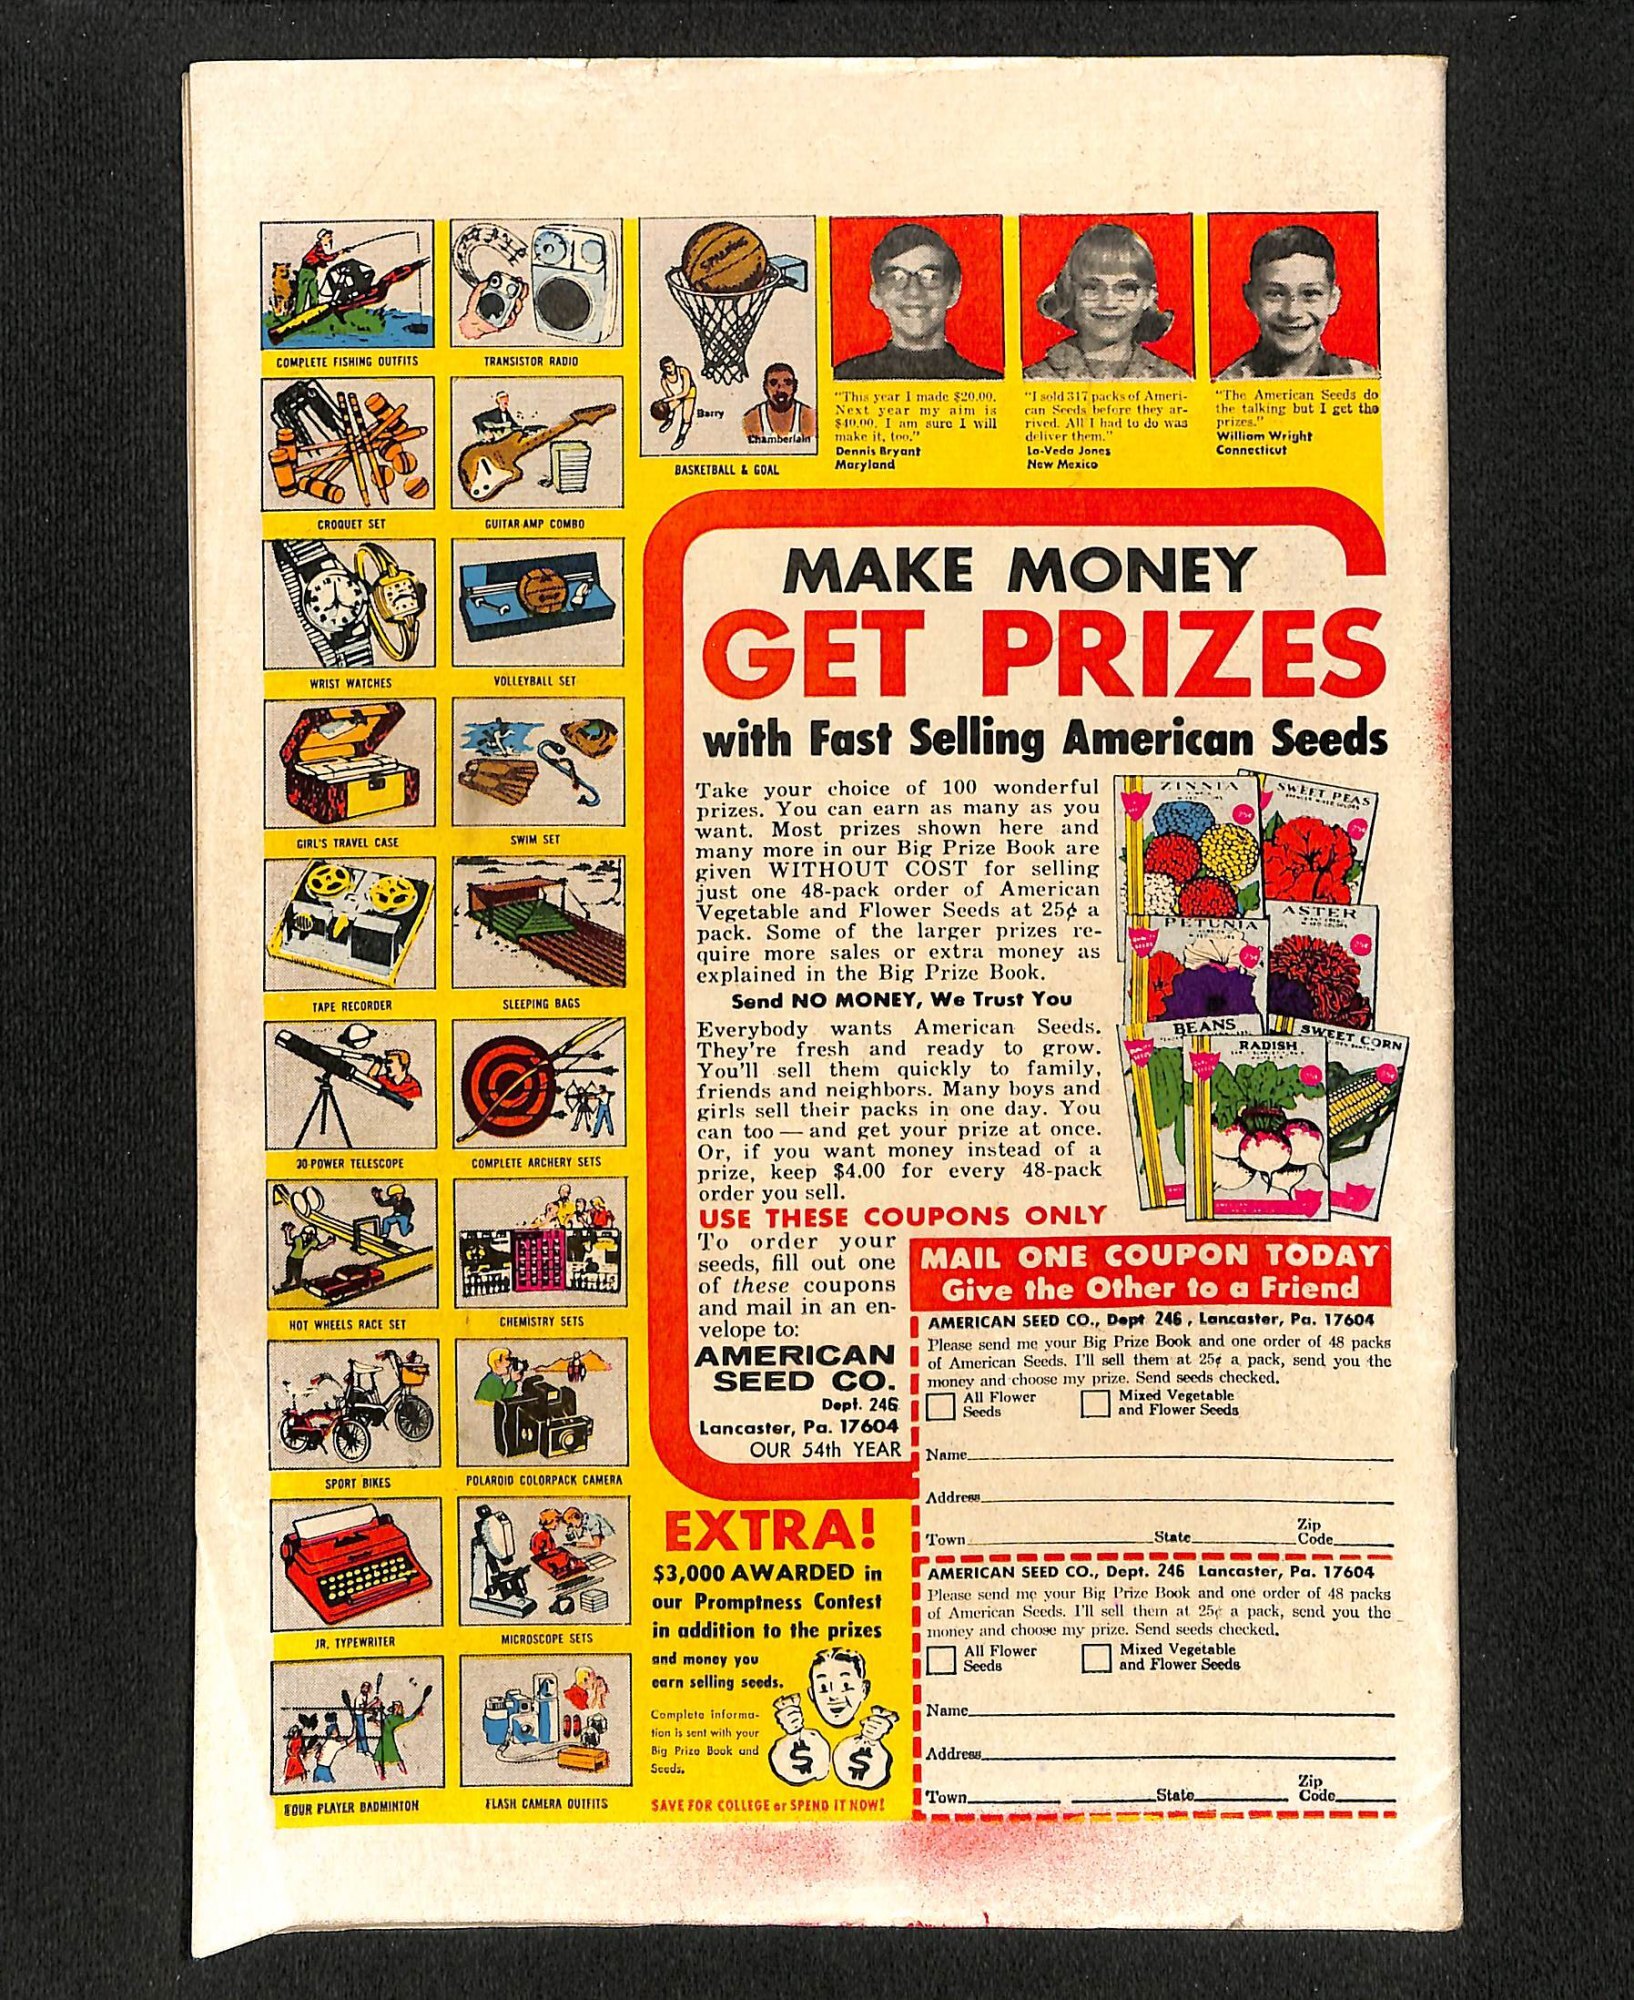 COMPLETE FISHING OUTFITS
TRANSISTOR RADIO
CROQUET SET
GUITAR-AMP COMBO
WRIST WATCHES
VOLLEYBALL SET
GIRL'S TRAVEL CASE
SWIM SET
TAPE RECORDER
SLEEPING BAGS
30-POWER TELESCOPE
COMPLETE ARCHERY SETS
HOT WHEELS RACE SET
CHEMISTRY SETS
SPORT BIKES
POLAROID COLORPACK CAMERA
JR. TYPEWRITER
MICROSCOPE SETS
FOUR PLAYER BADMINTON
FLASH CAMERA OUTFITS
Spalding
Barry
Chamberlain
BASKETBALL & GOAL
"This year I made $20.00.
Next year my aim is
$40.00. I am sure I will
make it, too."
Dennis Bryant
Maryland
"I sold 317 packs of Ameri-
can Seeds before they ar-
rived. All I had to do was
deliver them."
La-Veda Jones
New Mexico
"The American Seeds do
the talking but I get the
prizes."
William Wright
Connecticut
MAKE MONEY
GET PRIZES
with Fast Selling American Seeds
Take your choice of 100 wonderful
prizes. You can earn as many as you
want. Most prizes shown here and
many more in our Big Prize Book are
given WITHOUT COST for selling
just one 48-pack order of American
Vegetable and Flower Seeds at 25¢ a
pack. Some of the larger prizes re-
quire more sales or extra money as
explained in the Big Prize Book.
Send NO MONEY, We Trust You
Everybody wants American Seeds.
They're fresh and ready to grow.
You'll sell them quickly to family,
friends and neighbors. Many boys and
girls sell their packs in one day. You
can too — and get your prize at once.
Or, if you want money instead of a
prize, keep $4.00 for every 48-pack
order you sell.
ZINNIA
25¢
SWEET PEAS
25¢
PETUNIA
25¢
ASTER
25¢
BEANS
RADISH
SWEET CORN
USE THESE COUPONS ONLY
To order your
seeds, fill out one
of these coupons
and mail in an en-
velope to:
AMERICAN
SEED CO.
Dept. 246
Lancaster, Pa. 17604
OUR 54th YEAR
MAIL ONE COUPON TODAY
Give the Other to a Friend
AMERICAN SEED CO., Dept 246, Lancaster, Pa. 17604
Please send me your Big Prize Book and one order of 48 packs
of American Seeds. I'll sell them at 25¢ a pack, send you the
money and choose my prize. Send seeds checked.
All Flower
Seeds
Mixed Vegetable
and Flower Seeds
Name
Address
Town State Zip Code
AMERICAN SEED CO., Dept. 246 Lancaster, Pa. 17604
Please send me your Big Prize Book and one order of 48 packs
of American Seeds. I'll sell them at 25¢ a pack, send you the
money and choose my prize. Send seeds checked.
All Flower
Seeds
Mixed Vegetable
and Flower Seeds
Name
Address
Town State Zip Code
EXTRA!
$3,000 AWARDED in
our Promptness Contest
in addition to the prizes
and money you
earn selling seeds.
Complete informa-
tion is sent with your
Big Prize Book and
Seeds.
$ $
SAVE FOR COLLEGE or SPEND IT NOW!